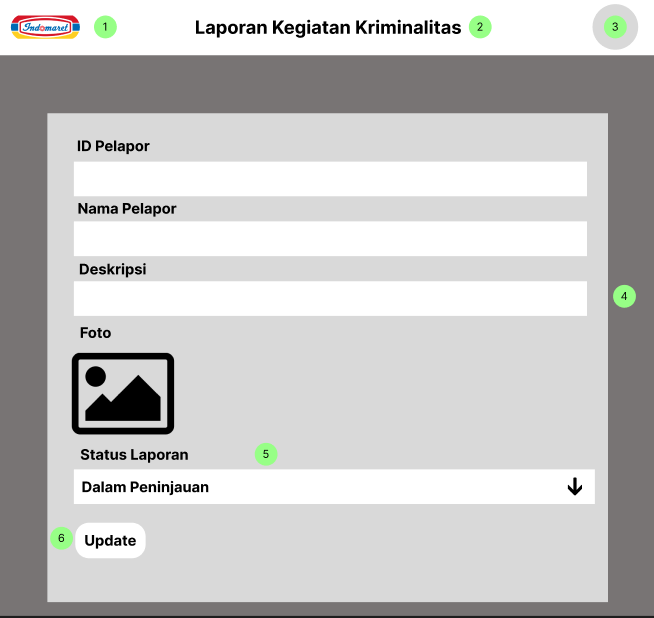 Indomaret
1
Laporan Kegiatan Kriminalitas
2
3
ID Pelapor
Nama Pelapor
Deskripsi
4
Foto
Status Laporan
5
Dalam Peninjauan
6
Update